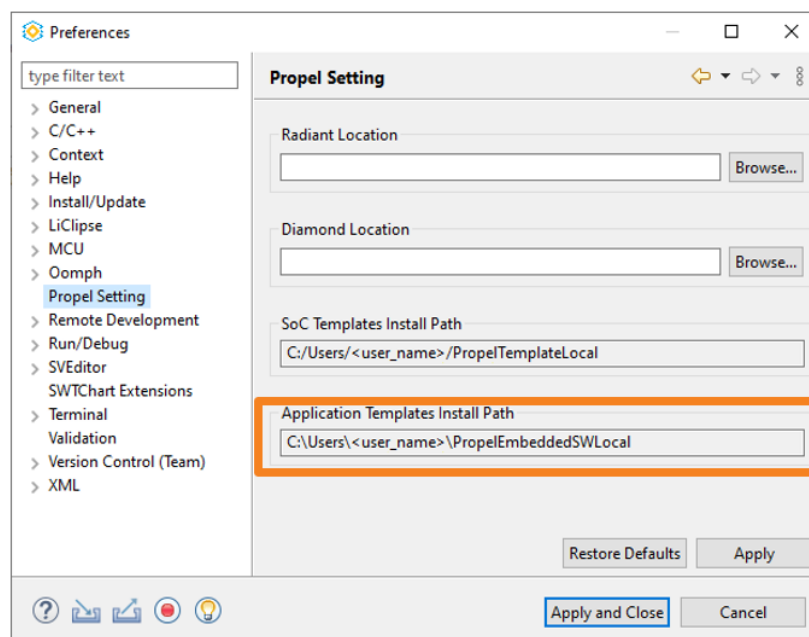 Preferences
type filter text
General
C/C++
Context
Help
Install/Update
LiClipse
MCU
Oomph
Propel Setting
Remote Development
Run/Debug
SVEditor
SWTChart Extensions
Terminal
Validation
Version Control (Team)
XML
Propel Setting
Radiant Location
Browse...
Diamond Location
Browse...
SoC Templates Install Path
C:/Users/<user_name>/PropelTemplateLocal
Application Templates Install Path
C:\Users\<user_name>\PropelEmbeddedSWLocal
Restore Defaults
Apply
Apply and Close
Cancel